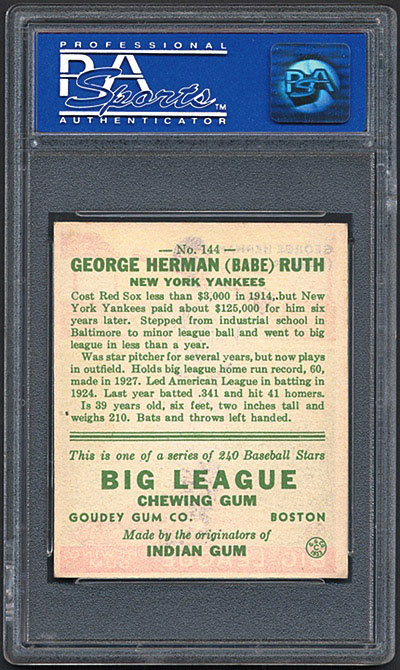 PROFESSIONAL
PSA
Sports™
AUTHENTICATOR
PSA
— No. 144 —
GEORGE HERMAN (BABE) RUTH
NEW YORK YANKEES
Cost Red Sox less than $3,000 in 1914, but New
York Yankees paid about $125,000 for him six
years later. Stepped from industrial school in
Baltimore to minor league ball and went to big
league in less than a year.
Was star pitcher for several years, but now plays
in outfield. Holds big league home run record, 60,
made in 1927. Led American League in batting in
1924. Last year batted .341 and hit 41 homers.
Is 39 years old, six feet, two inches tall and
weighs 210. Bats and throws left handed.
This is one of a series of 240 Baseball Stars
BIG LEAGUE
CHEWING GUM
GOUDEY GUM CO. BOSTON
Made by the originators of
INDIAN GUM